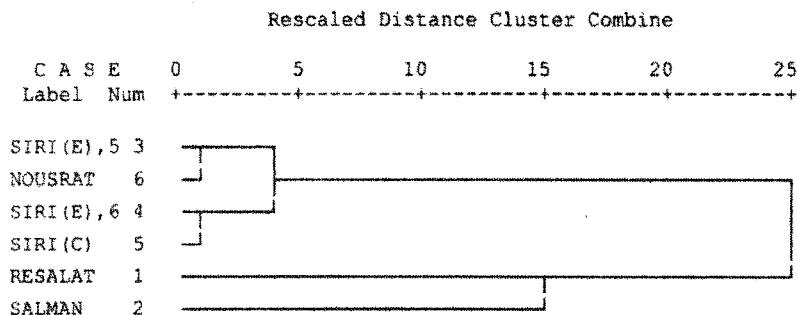 Rescaled Distance Cluster Combine
C A S E 0 5 10 15 20 25
Label Num +---------+---------+---------+---------+---------+
SIRI(E),5 3
NOUSRAT 6
SIRI(E),6 4
SIRI(C) 5
RESALAT 1
SALMAN 2